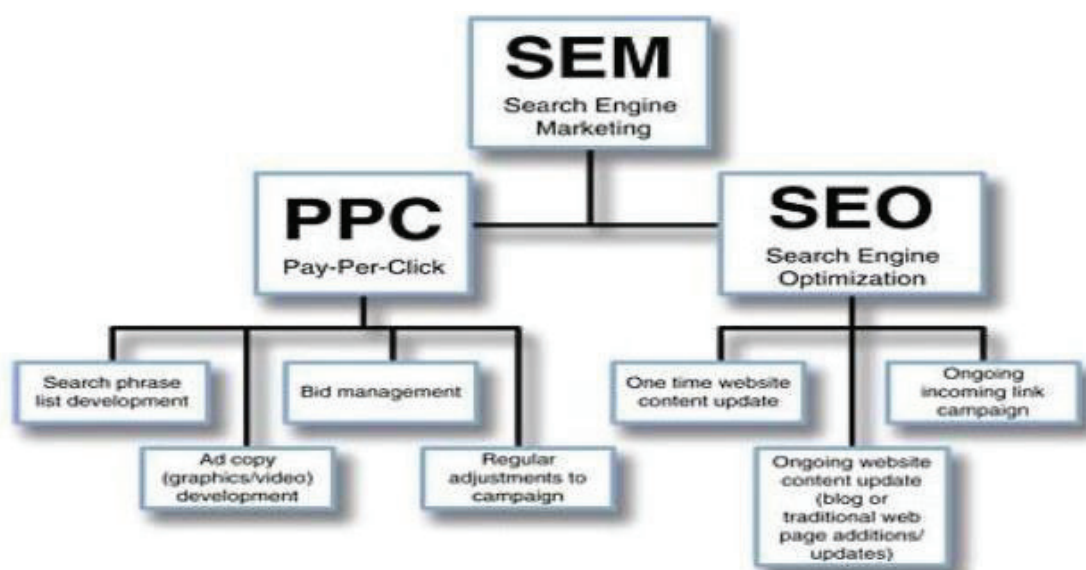 SEM
Search Engine
Marketing
PPC
Pay-Per-Click
SEO
Search Engine
Optimization
Search phrase
list development
Bid management
One time website
content update
Ongoing
incoming link
campaign
Ad copy
(graphics/video)
development
Regular
adjustments to
campaign
Ongoing website
content update
(blog or
traditional web
page additions/
updates)